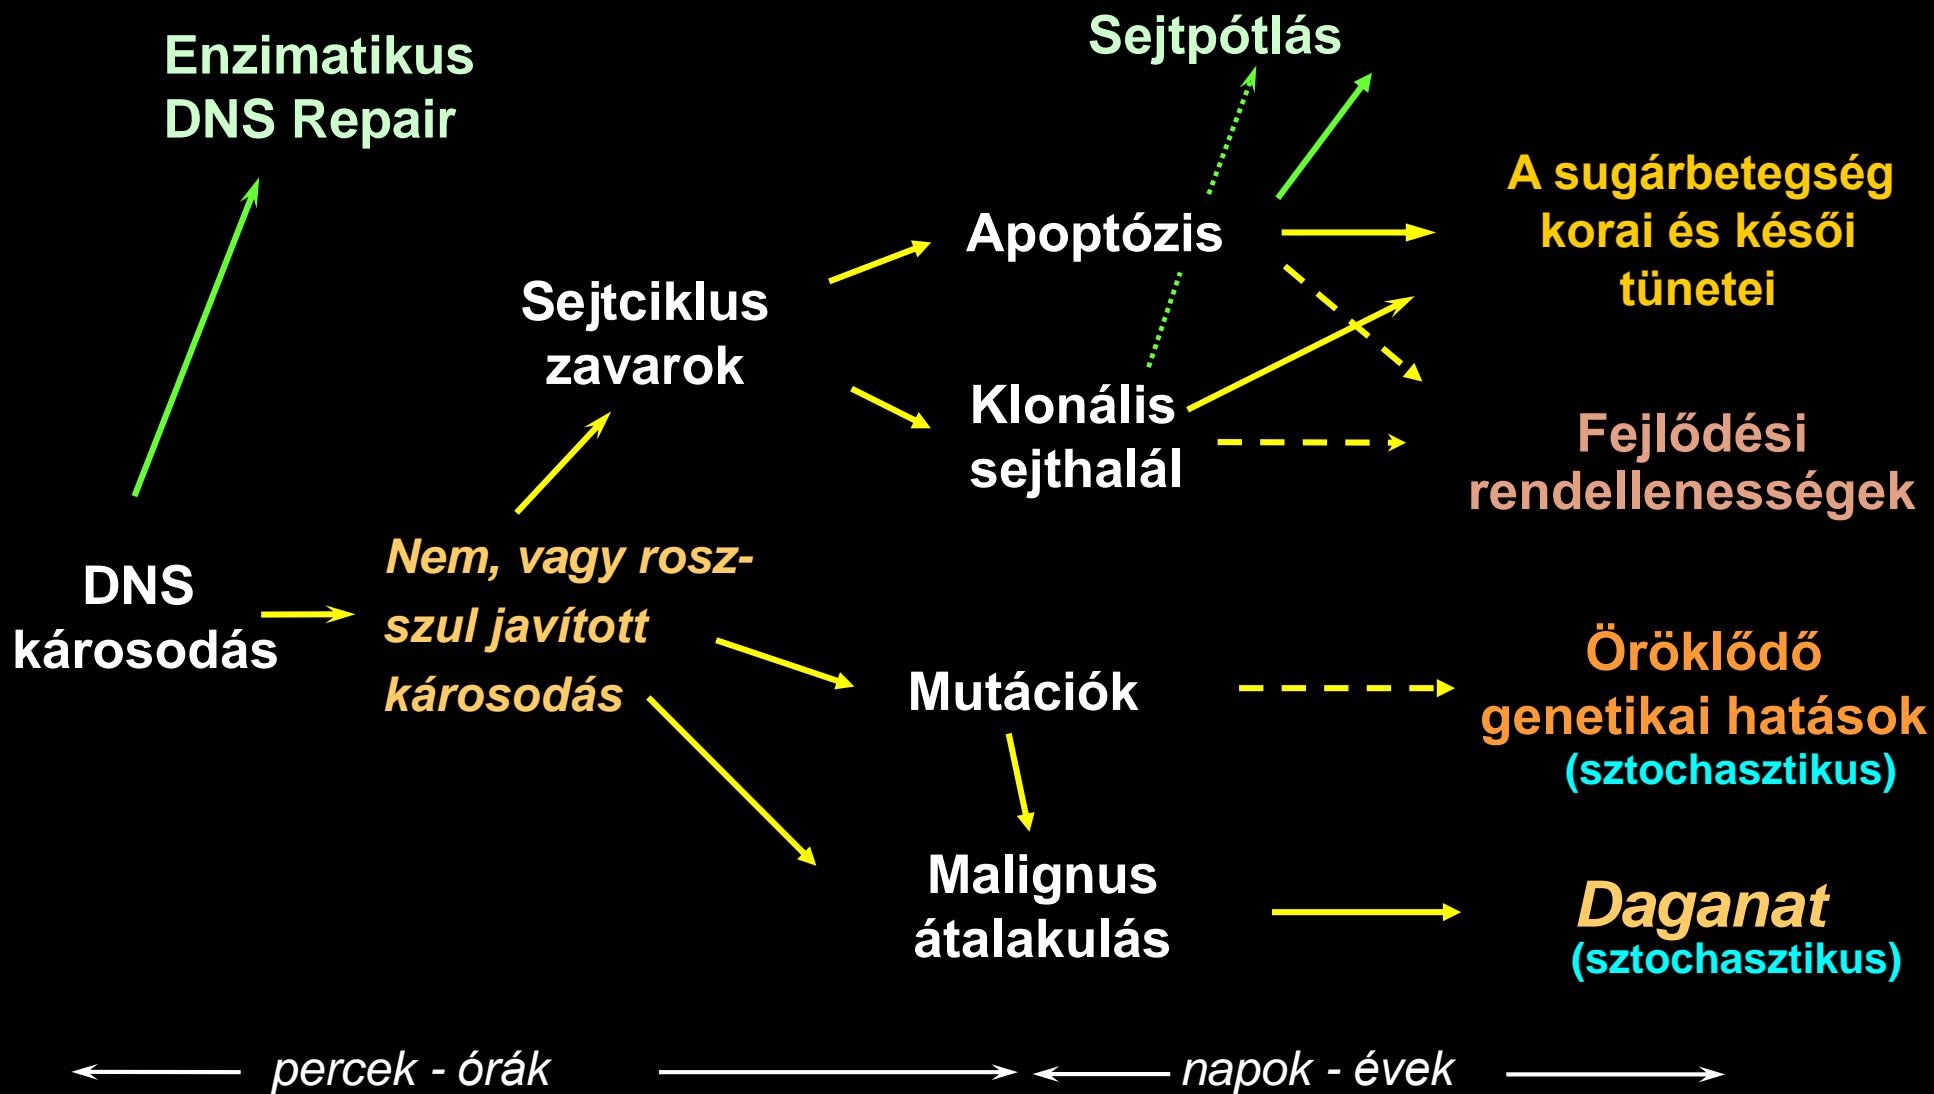 Enzimatikus
DNS Repair
Sejtpótlás
A sugárbetegség
korai és késői
tünetei
Apoptózis
Sejtciklus
zavarok
Klonális
sejthalál
Fejlődési
rendellenességek
DNS
károsodás
Nem, vagy rosz-
szul javított
károsodás
Mutációk
Öröklődő
genetikai hatások
(sztochasztikus)
Malignus
átalakulás
Daganat
(sztochasztikus)
percek - órák
napok - évek